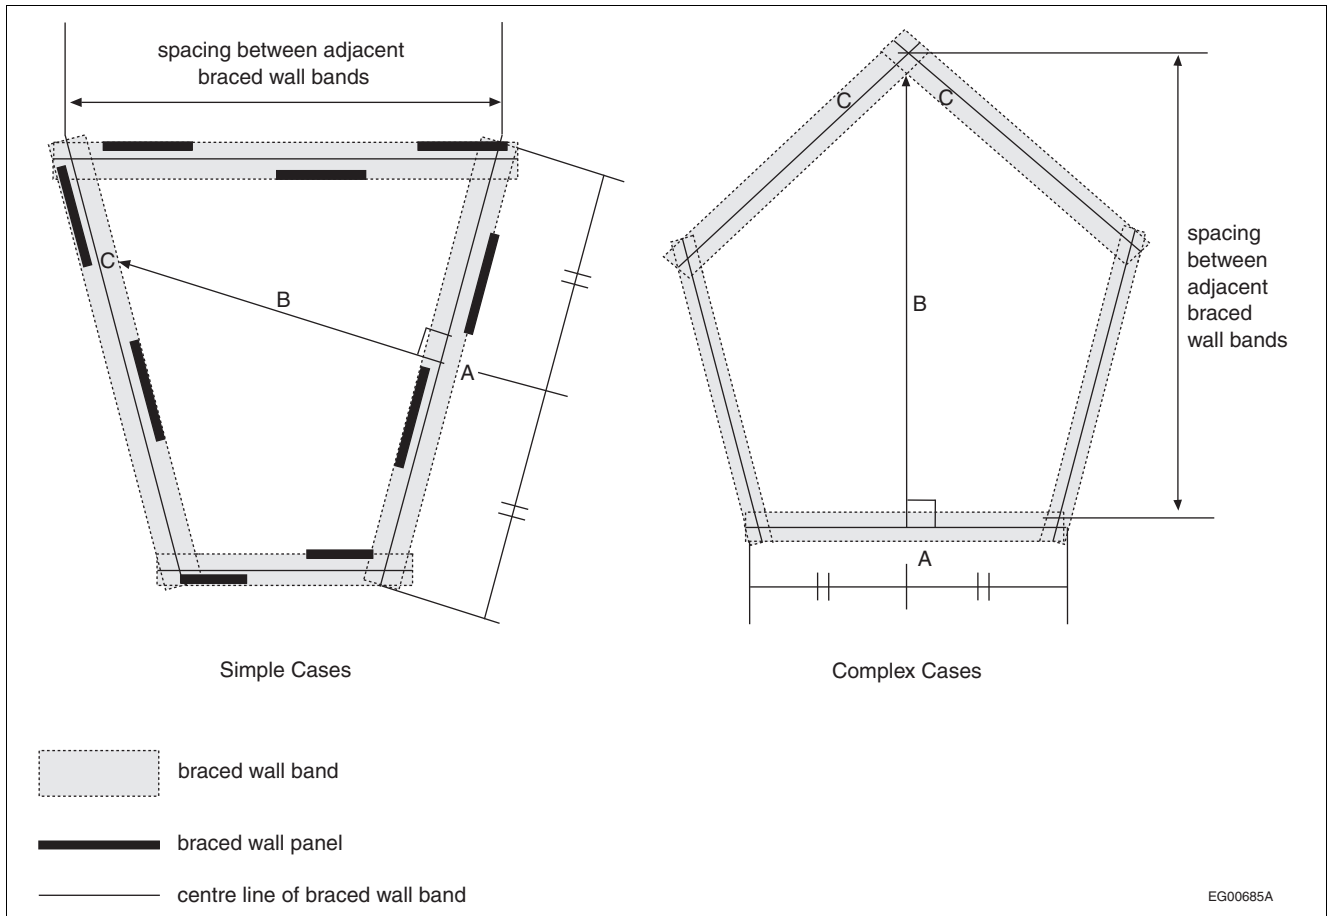 spacing between adjacent
braced wall bands
C
B
A
Simple Cases
C
C
B
A
spacing
between
adjacent
braced
wall bands
Complex Cases
braced wall band
braced wall panel
centre line of braced wall band
EG00685A